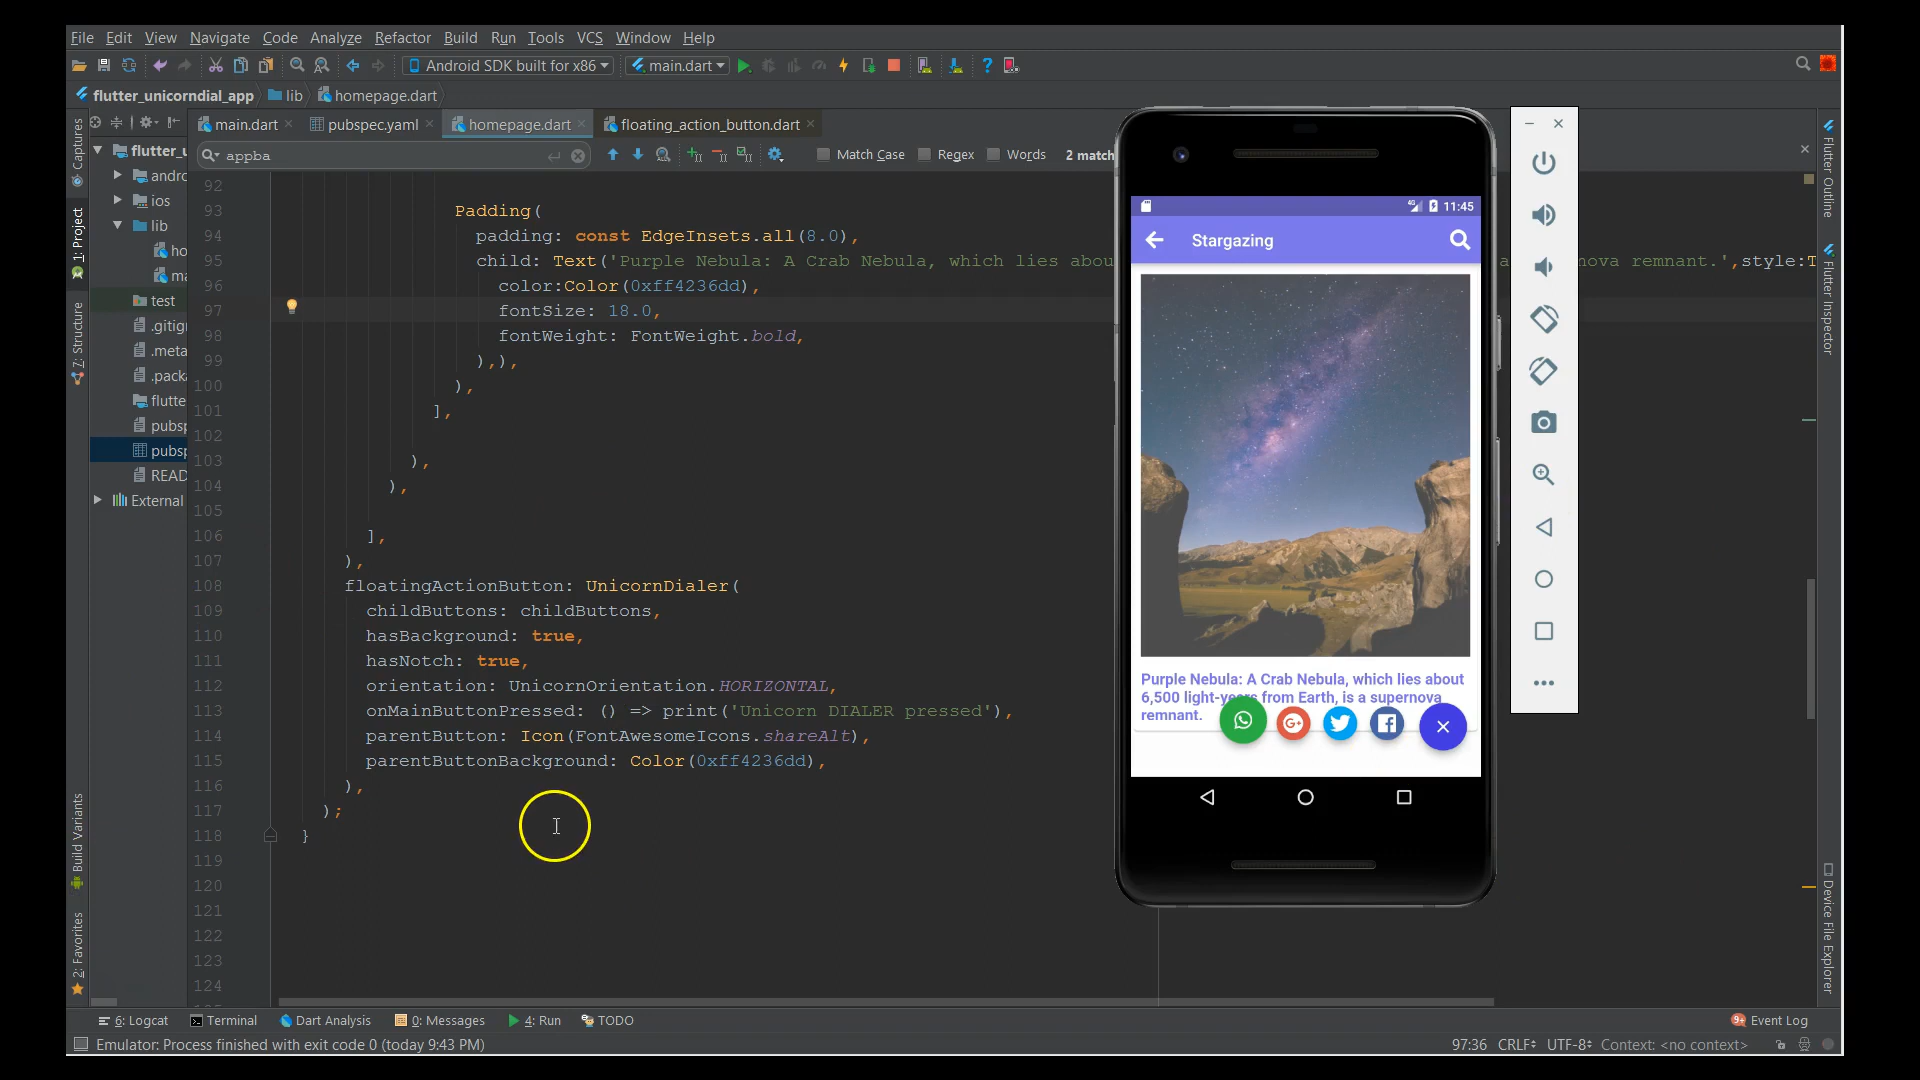 File Edit View Navigate Code Analyze Refactor Build Run Tools VCS Window Help
Android SDK built for x86 main.dart
flutter_unicorndial_app lib homepage.dart
main.dart pubspec.yaml homepage.dart floating_action_button.dart
appba Match Case Regex Words 2 match
Captures
1: Project
7: Structure
Build Variants
2: Favorites
flutter_u
andro
ios
lib
ho
ma
test
.gitig
.meta
.pack
flutte
pubsp
pubsp
READ
External
92
93 Padding(
94 padding: const EdgeInsets.all(8.0),
95 child: Text('Purple Nebula: A Crab Nebula, which lies abou nova remnant.',style:T
96 color:Color(0xff4236dd),
97 fontSize: 18.0,
98 fontWeight: FontWeight.bold,
99 ),),
100 ),
101 ],
102
103 ),
104 ),
105
106 ],
107 ),
108 floatingActionButton: UnicornDialer(
109 childButtons: childButtons,
110 hasBackground: true,
111 hasNotch: true,
112 orientation: UnicornOrientation.HORIZONTAL,
113 onMainButtonPressed: () => print('Unicorn DIALER pressed'),
114 parentButton: Icon(FontAwesomeIcons.shareAlt),
115 parentButtonBackground: Color(0xff4236dd),
116 ),
117 );
118 }
119
120
121
122
123
124
4G 11:45
Stargazing
Purple Nebula: A Crab Nebula, which lies about
6,500 light-years from Earth, is a supernova
remnant.
G+
Flutter Outline
Flutter Inspector
Device File Explorer
6: Logcat Terminal Dart Analysis 0: Messages 4: Run TODO 9+ Event Log
Emulator: Process finished with exit code 0 (today 9:43 PM) 97:36 CRLF UTF-8 Context: <no context>